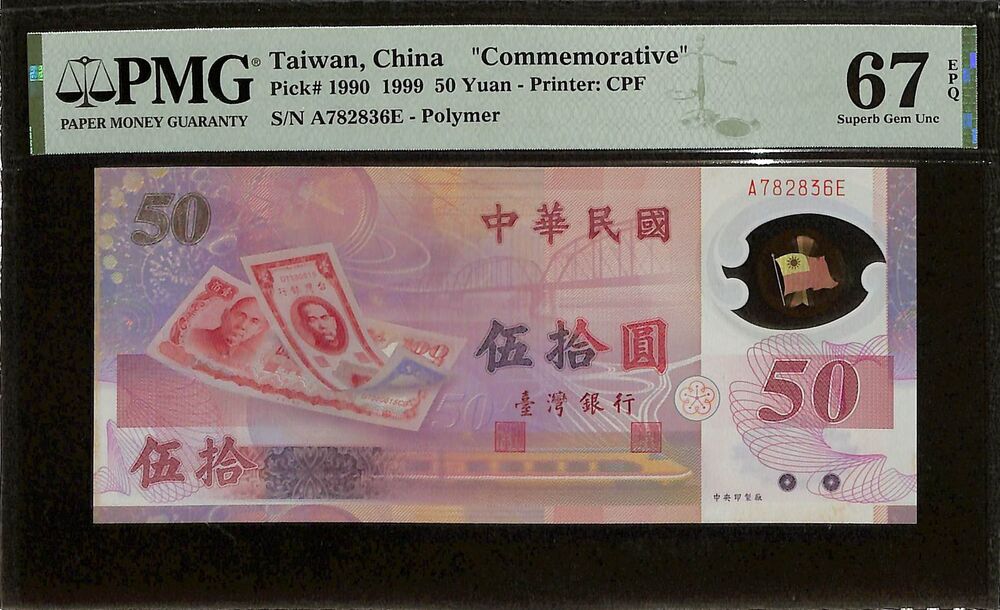 PMG®
PAPER MONEY GUARANTY
Taiwan, China "Commemorative"
Pick# 1990 1999 50 Yuan - Printer: CPF
S/N A782836E - Polymer
67
EPQ
Superb Gem Unc
50
中華民國
A782836E
伍拾圓
50
50
臺灣銀行
伍拾
中央印製廠